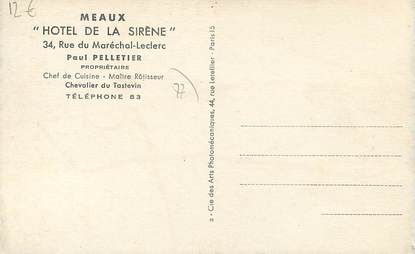 12 €
MEAUX
"HOTEL DE LA SIRÈNE"
34, Rue du Maréchal-Leclerc
Paul PELLETIER
PROPRIÉTAIRE
Chef de Cuisine - Maître Rôtisseur
Chevalier du Tastevin
TÉLÉPHONE 83
77
- Cie des Arts Photomécaniques, 44, rue Letellier - Paris 15